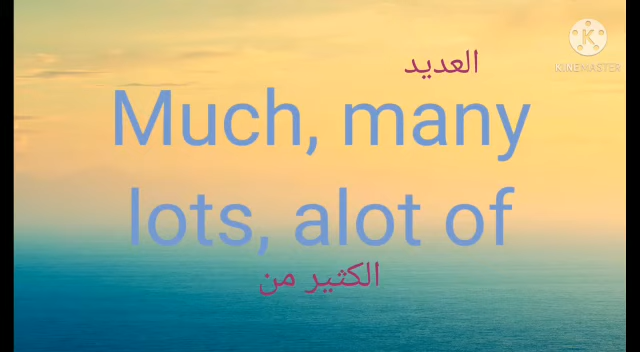 KINEMASTER
العديد
Much, many
lots, alot of
الكثير من